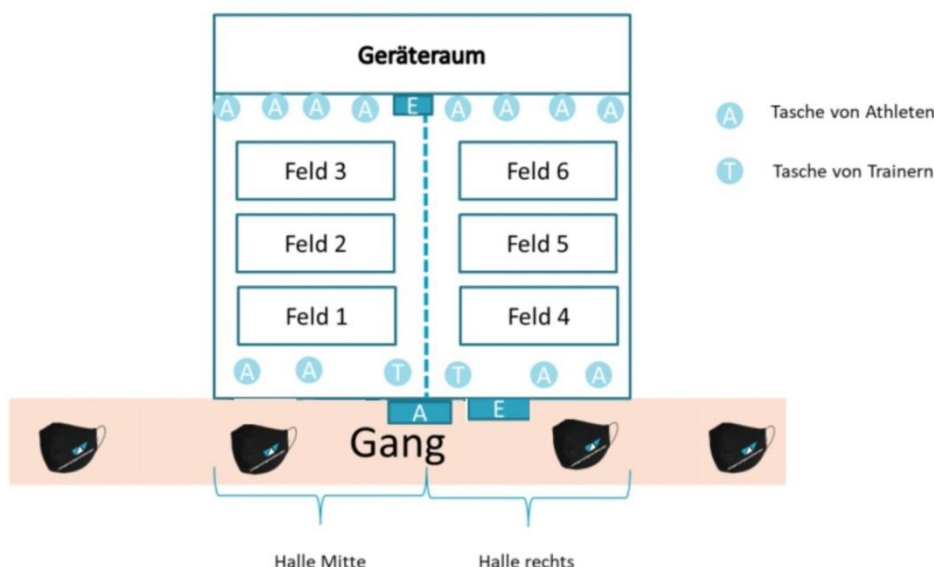 Geräteraum
A A A A E A A A A
A Tasche von Athleten
Feld 3 Feld 6
T Tasche von Trainern
Feld 2 Feld 5
Feld 1 Feld 4
A A T T A A
A E
Gang
Halle Mitte Halle rechts